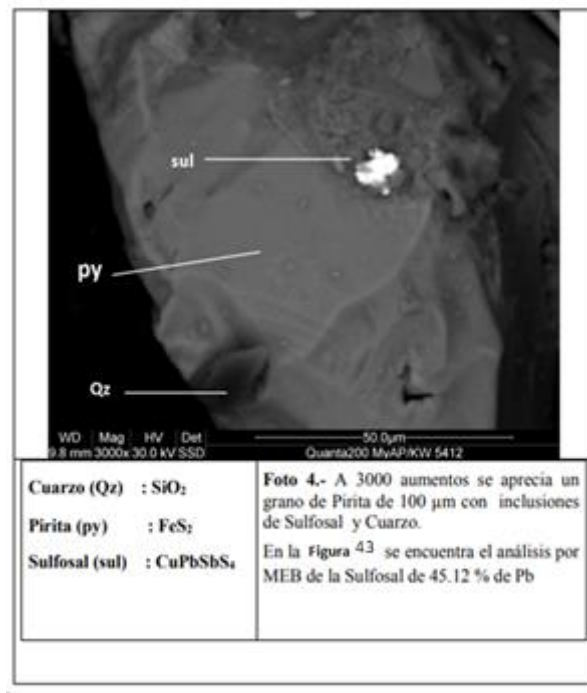 sul
py
Qz
WD Mag HV Det 50.0µm
9.8 mm 3000x 30.0 kV SSD Quanta200 MyAP/KW 5412
Cuarzo (Qz) : SiO₂
Pirita (py) : FeS₂
Sulfosal (sul) : CuPbSbS₄
Foto 4.- A 3000 aumentos se aprecia un
grano de Pirita de 100 µm con inclusiones
de Sulfosal y Cuarzo.
En la Figura 43 se encuentra el análisis por
MEB de la Sulfosal de 45.12 % de Pb